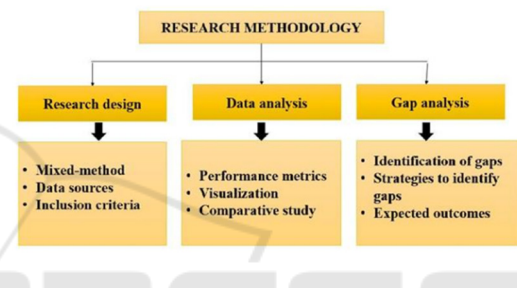 RESEARCH METHODOLOGY
Research design
Data analysis
Gap analysis
• Mixed-method
• Data sources
• Inclusion criteria
• Performance metrics
• Visualization
• Comparative study
• Identification of gaps
• Strategies to identify
gaps
• Expected outcomes